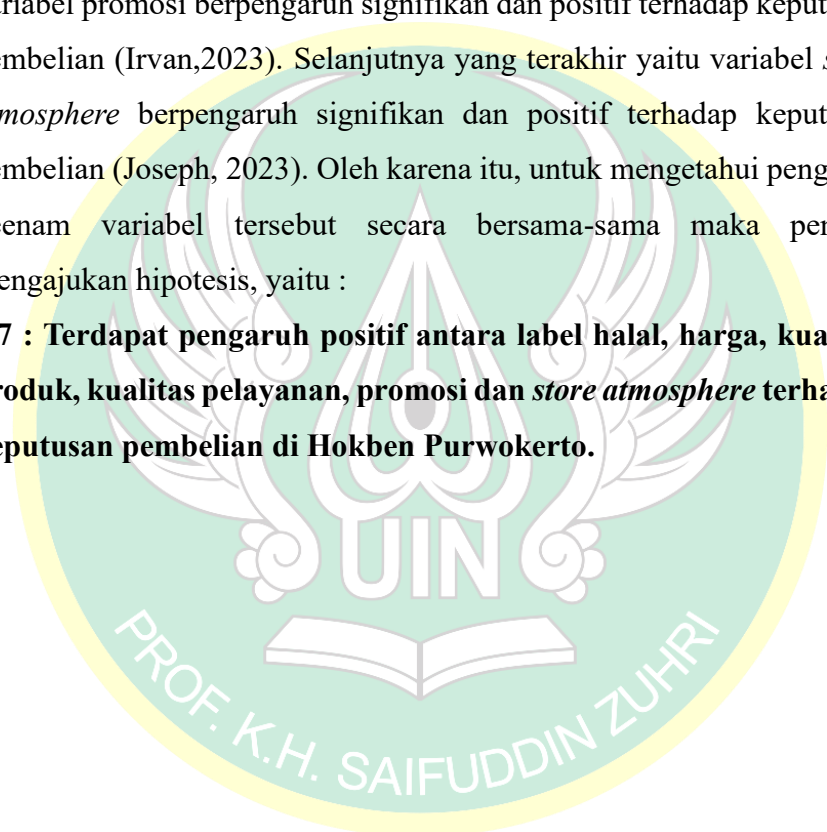 ariabel promosi berpengaruh signifikan dan positif terhadap keput
embelian (Irvan,2023). Selanjutnya yang terakhir yaitu variabel s
mosphere berpengaruh signifikan dan positif terhadap keput
embelian (Joseph, 2023). Oleh karena itu, untuk mengetahui peng
eenam variabel tersebut secara bersama-sama maka pen
engajukan hipotesis, yaitu :
7 : Terdapat pengaruh positif antara label halal, harga, kua
roduk, kualitas pelayanan, promosi dan store atmosphere terha
eputusan pembelian di Hokben Purwokerto.
UIN
PROF. K.H. SAIFUDDIN ZUHRI